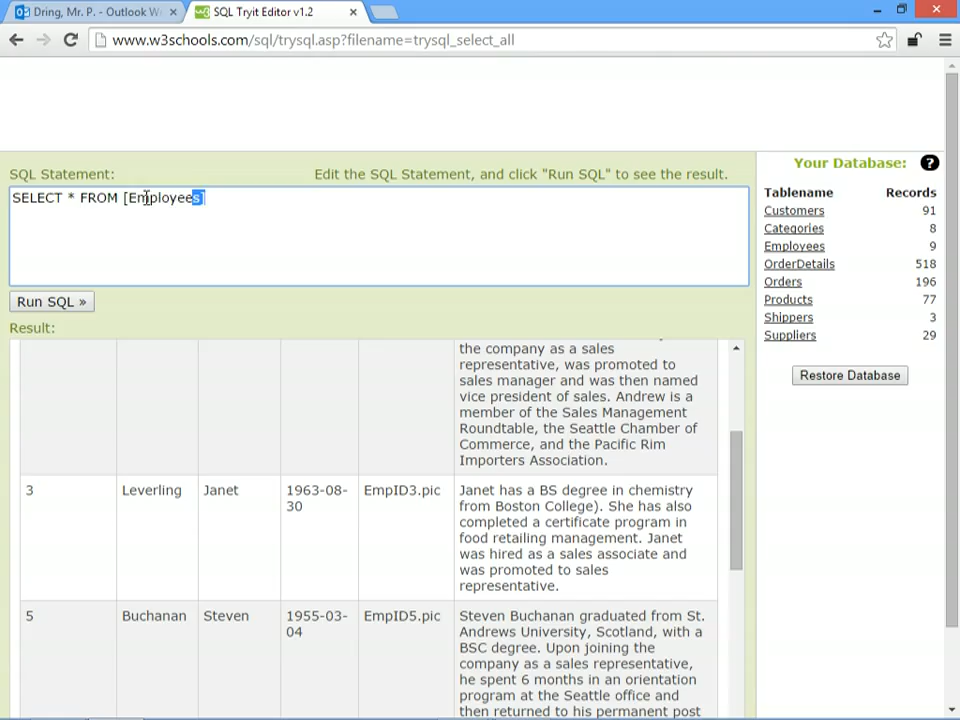 Dring, Mr. P. - Outlook W
SQL Tryit Editor v1.2
www.w3schools.com/sql/trysql.asp?filename=trysql_select_all
SQL Statement:
Edit the SQL Statement, and click "Run SQL" to see the result.
SELECT * FROM [Employees]
Run SQL »
Result:
the company as a sales
representative, was promoted to
sales manager and was then named
vice president of sales. Andrew is a
member of the Sales Management
Roundtable, the Seattle Chamber of
Commerce, and the Pacific Rim
Importers Association.
3 Leverling Janet 1963-08-30 EmpID3.pic
Janet has a BS degree in chemistry
from Boston College). She has also
completed a certificate program in
food retailing management. Janet
was hired as a sales associate and
was promoted to sales
representative.
5 Buchanan Steven 1955-03-04 EmpID5.pic
Steven Buchanan graduated from St.
Andrews University, Scotland, with a
BSC degree. Upon joining the
company as a sales representative,
he spent 6 months in an orientation
program at the Seattle office and
then returned to his permanent post
Your Database: ?
Tablename Records
Customers 91
Categories 8
Employees 9
OrderDetails 518
Orders 196
Products 77
Shippers 3
Suppliers 29
Restore Database